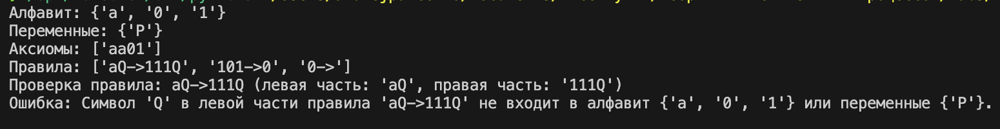 Алфавит: {'a', '0', '1'}
Переменные: {'P'}
Аксиомы: ['aa01']
Правила: ['aQ->111Q', '101->0', '0->']
Проверка правила: aQ->111Q (левая часть: 'aQ', правая часть: '111Q')
Ошибка: Символ 'Q' в левой части правила 'aQ->111Q' не входит в алфавит {'a', '0', '1'} или переменные {'P'}.